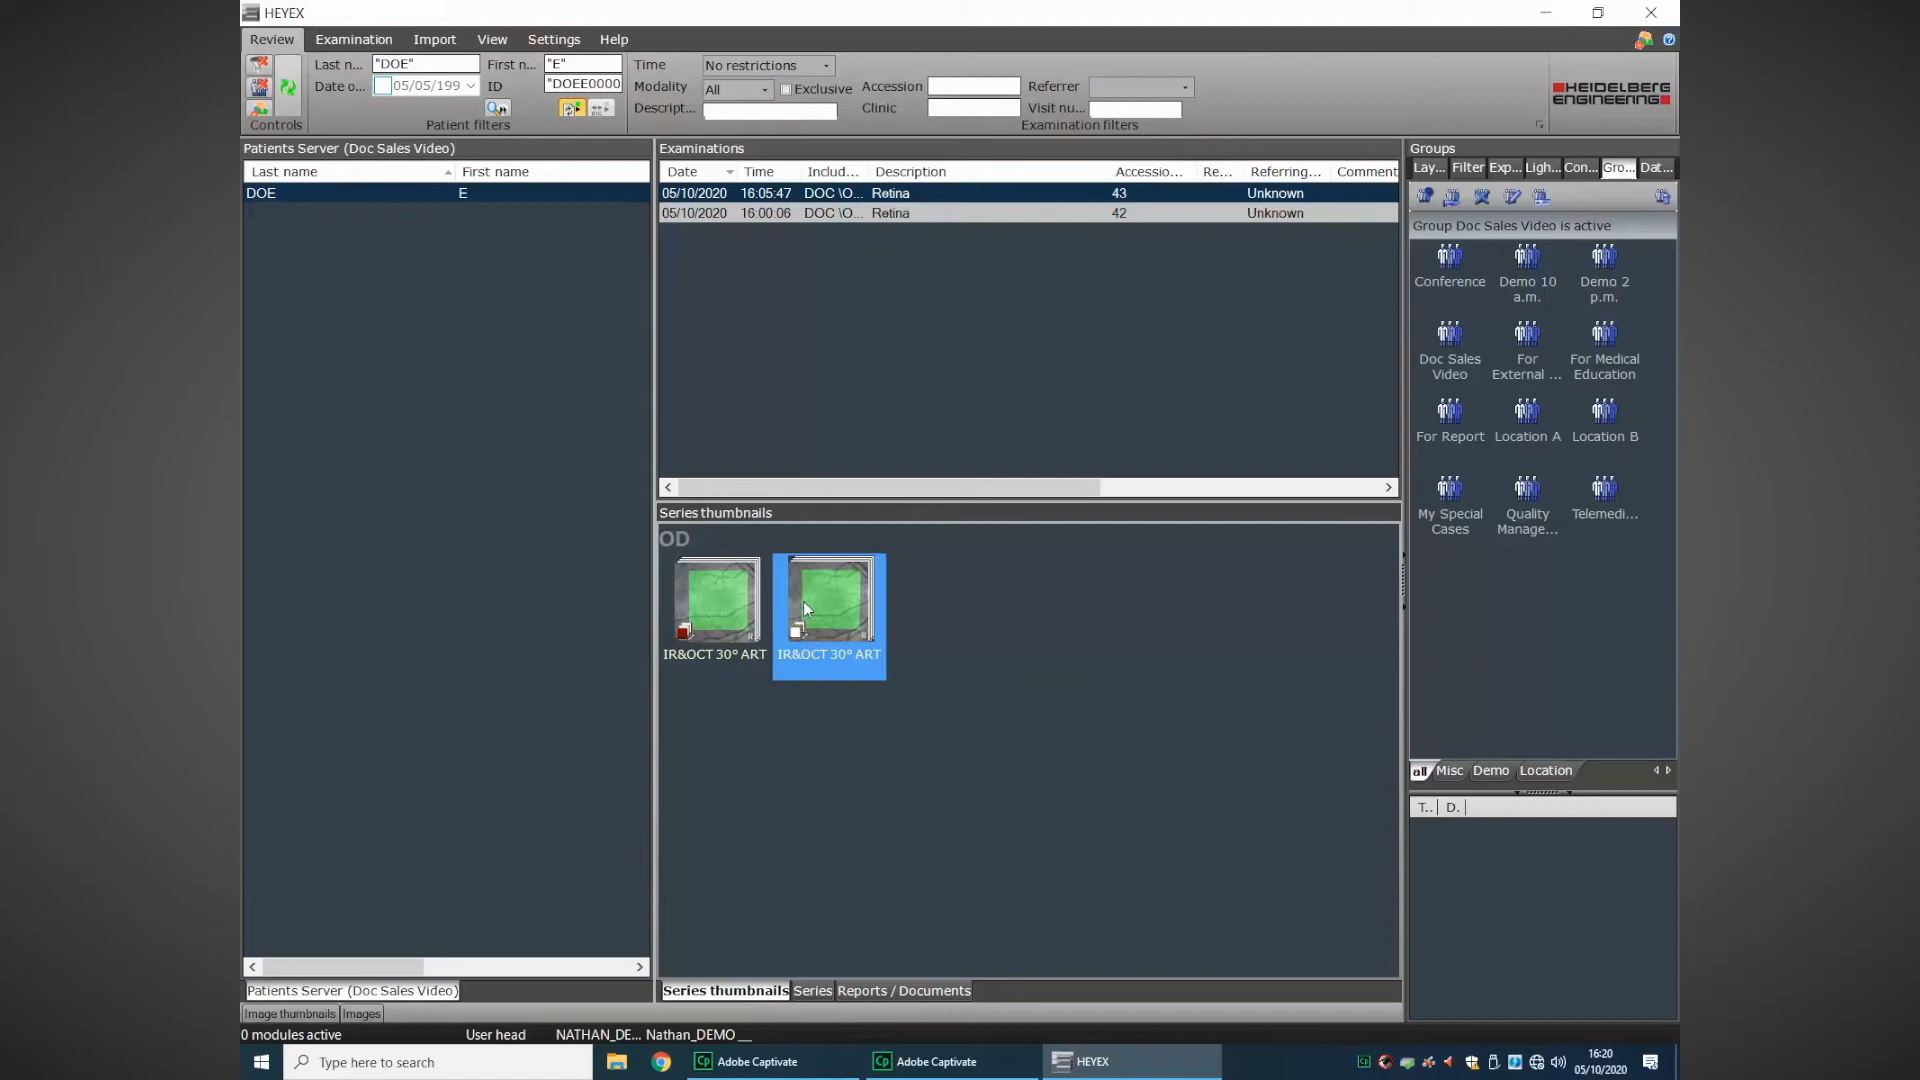 HEYEX
Review Examination Import View Settings Help
Last n... "DOE" First n... "E" Time No restrictions
Date o... 05/05/199 ID "DOEE0000 Modality All Exclusive Accession Referrer
Descript... Clinic Visit nu...
Controls Patient filters Examination filters
HEIDELBERG
ENGINEERING
Patients Server (Doc Sales Video)
Last name First name
DOE E
Examinations
Date Time Includ... Description Accessio... Re... Referring... Comment
05/10/2020 16:05:47 DOC \O... Retina 43 Unknown
05/10/2020 16:00:06 DOC \O... Retina 42 Unknown
Series thumbnails
OD
IR&OCT 30° ART IR&OCT 30° ART
Groups
Lay... Filter Exp... Ligh... Con... Gro... Dat...
Group Doc Sales Video is active
Conference Demo 10 a.m. Demo 2 p.m.
Doc Sales Video For External ... For Medical Education
For Report Location A Location B
My Special Cases Quality Manage... Telemedi...
all Misc Demo Location
T.. D.
Patients Server (Doc Sales Video)
Series thumbnails Series Reports / Documents
Image thumbnails Images
0 modules active User head NATHAN_DE... Nathan_DEMO __
Type here to search Adobe Captivate Adobe Captivate HEYEX
16:20
05/10/2020